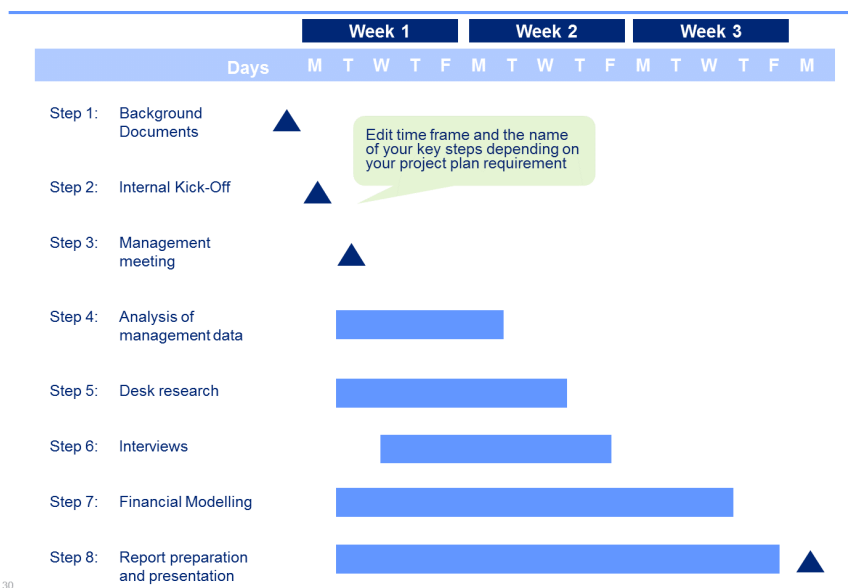 Week 1 Week 2 Week 3
Days M T W T F M T W T F M T W T F M
Step 1: Background
Documents
Edit time frame and the name
of your key steps depending on
your project plan requirement
Step 2: Internal Kick-Off
Step 3: Management
meeting
Step 4: Analysis of
management data
Step 5: Desk research
Step 6: Interviews
Step 7: Financial Modelling
Step 8: Report preparation
and presentation
30